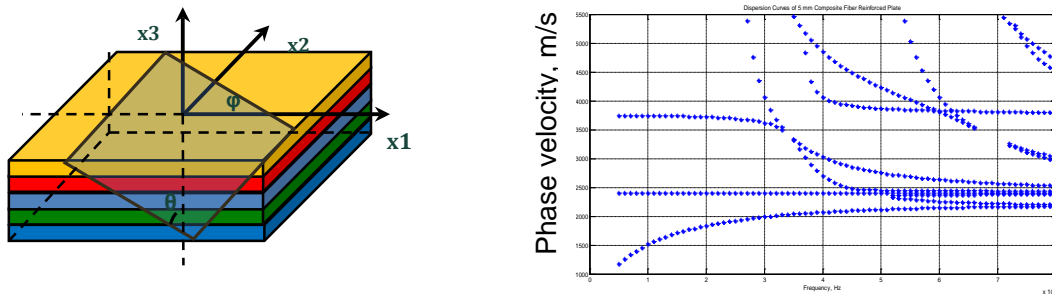 x3
x2
φ
x1
θ
Dispersion Curves of 5 mm Composite Fiber Reinforced Plate
Phase velocity, m/s
5500
5000
4500
4000
3500
3000
2500
2000
1500
1000
0
1
2
3
4
5
6
7
Frequency, Hz
x 10